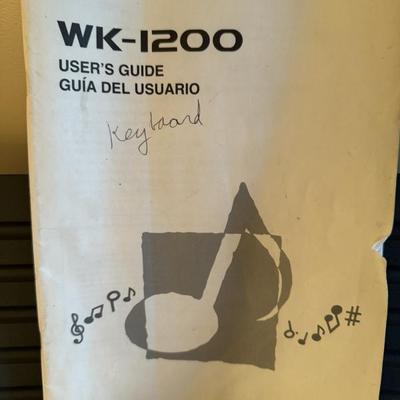 WK-1200
USER'S GUIDE
GUÍA DEL USUARIO
Keyboard